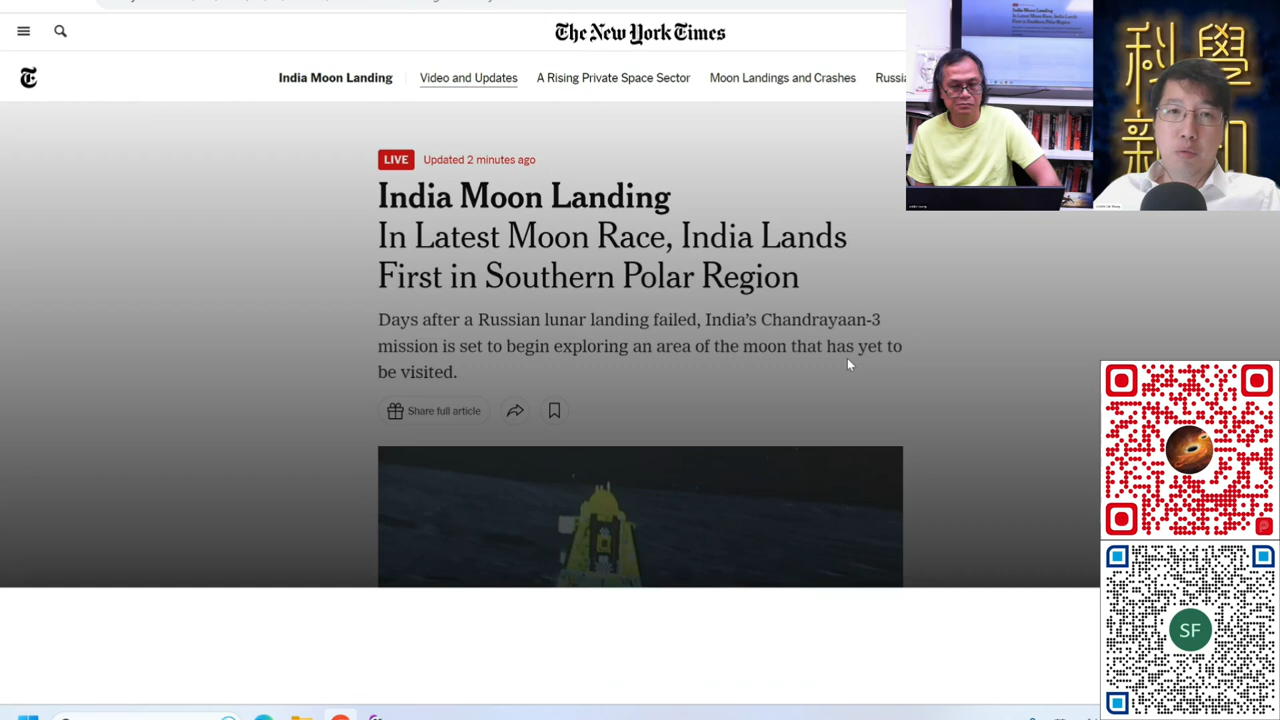 The New York Times
India Moon Landing
Video and Updates
A Rising Private Space Sector
Moon Landings and Crashes
LIVE
Updated 2 minutes ago
India Moon Landing
In Latest Moon Race, India Lands
First in Southern Polar Region
Days after a Russian lunar landing failed, India's Chandrayaan-3
mission is set to begin exploring an area of the moon that has yet to
be visited.
Share full article
科學
新知
SF